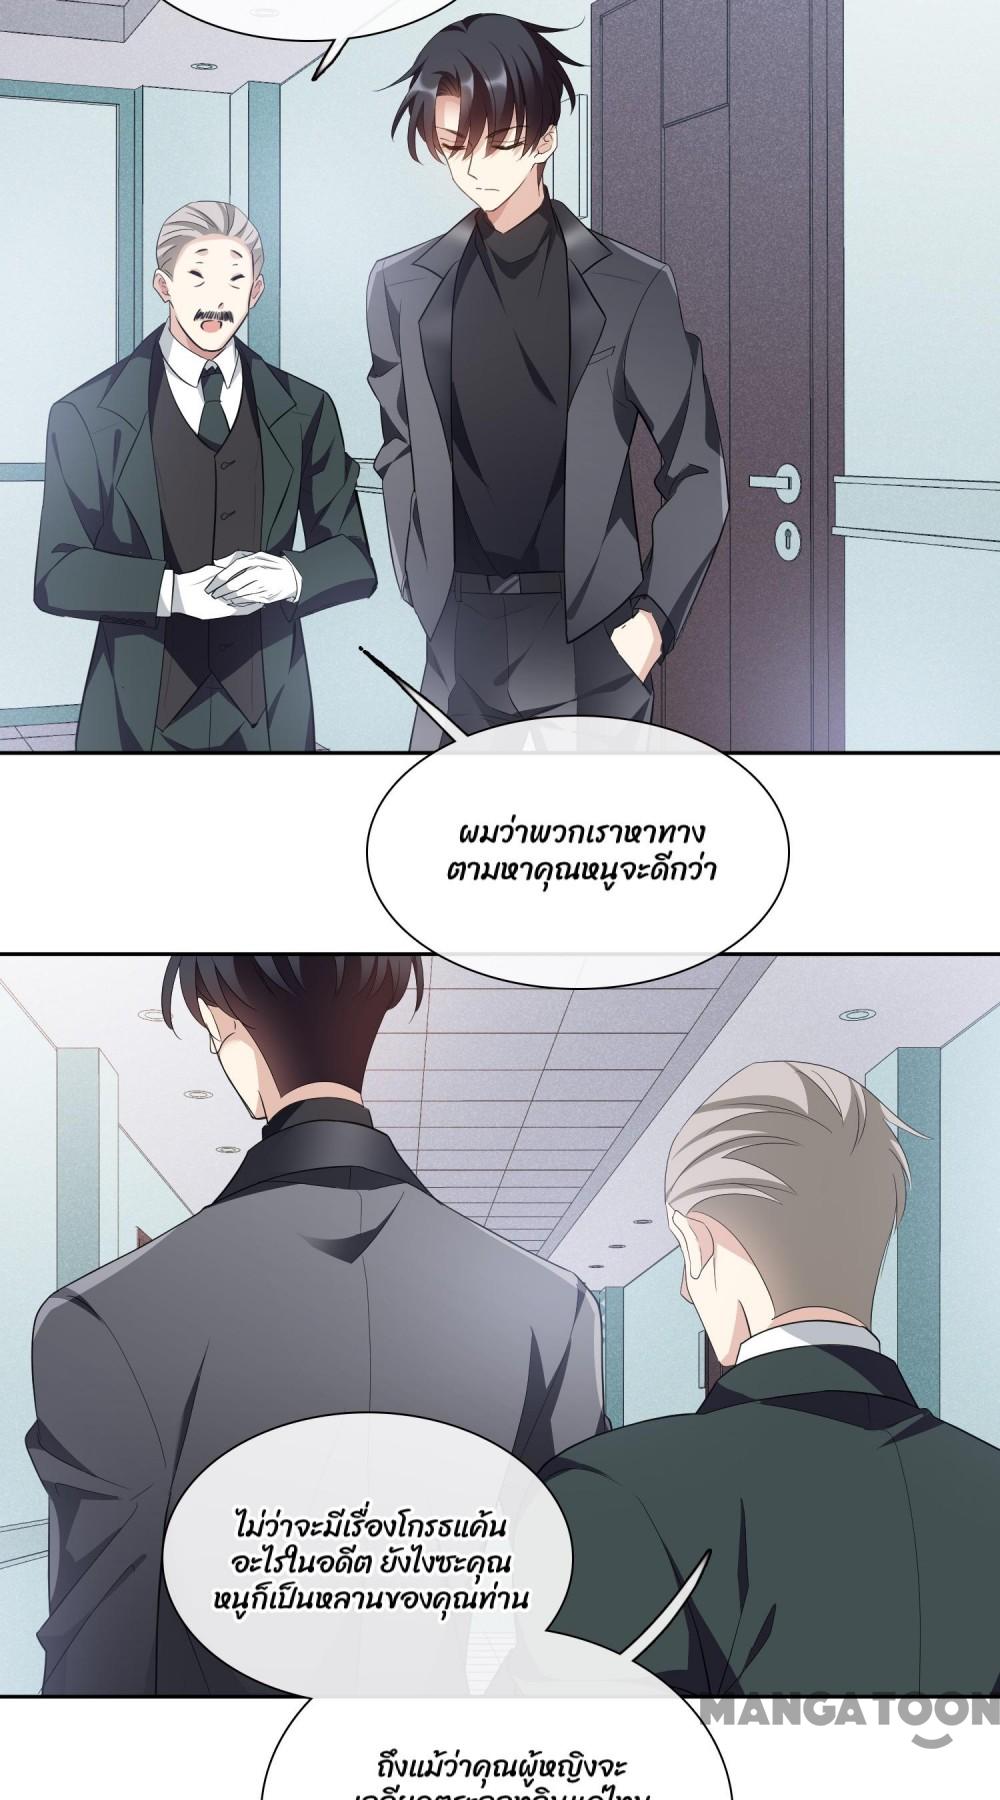 ผมว่าพวกเราหาทาง
ตามหาคุณหนูจะดีกว่า
ไม่ว่าจะมีเรื่องโกรธแค้น
อะไรในอดีต ยังไงซะคุณ
หนูก็เป็นหลานของคุณท่าน
MANGATOON
ถึงแม้ว่าคุณผู้หญิงจะ